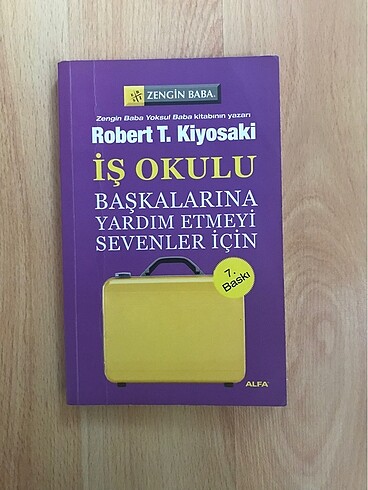 ZENGİN BABA.
Zengin Baba Yoksul Baba kitabının yazarı
Robert T. Kiyosaki
İŞ OKULU
BAŞKALARINA
YARDIM ETMEYİ
SEVENLER İÇİN
7.
Baskı
ALFA